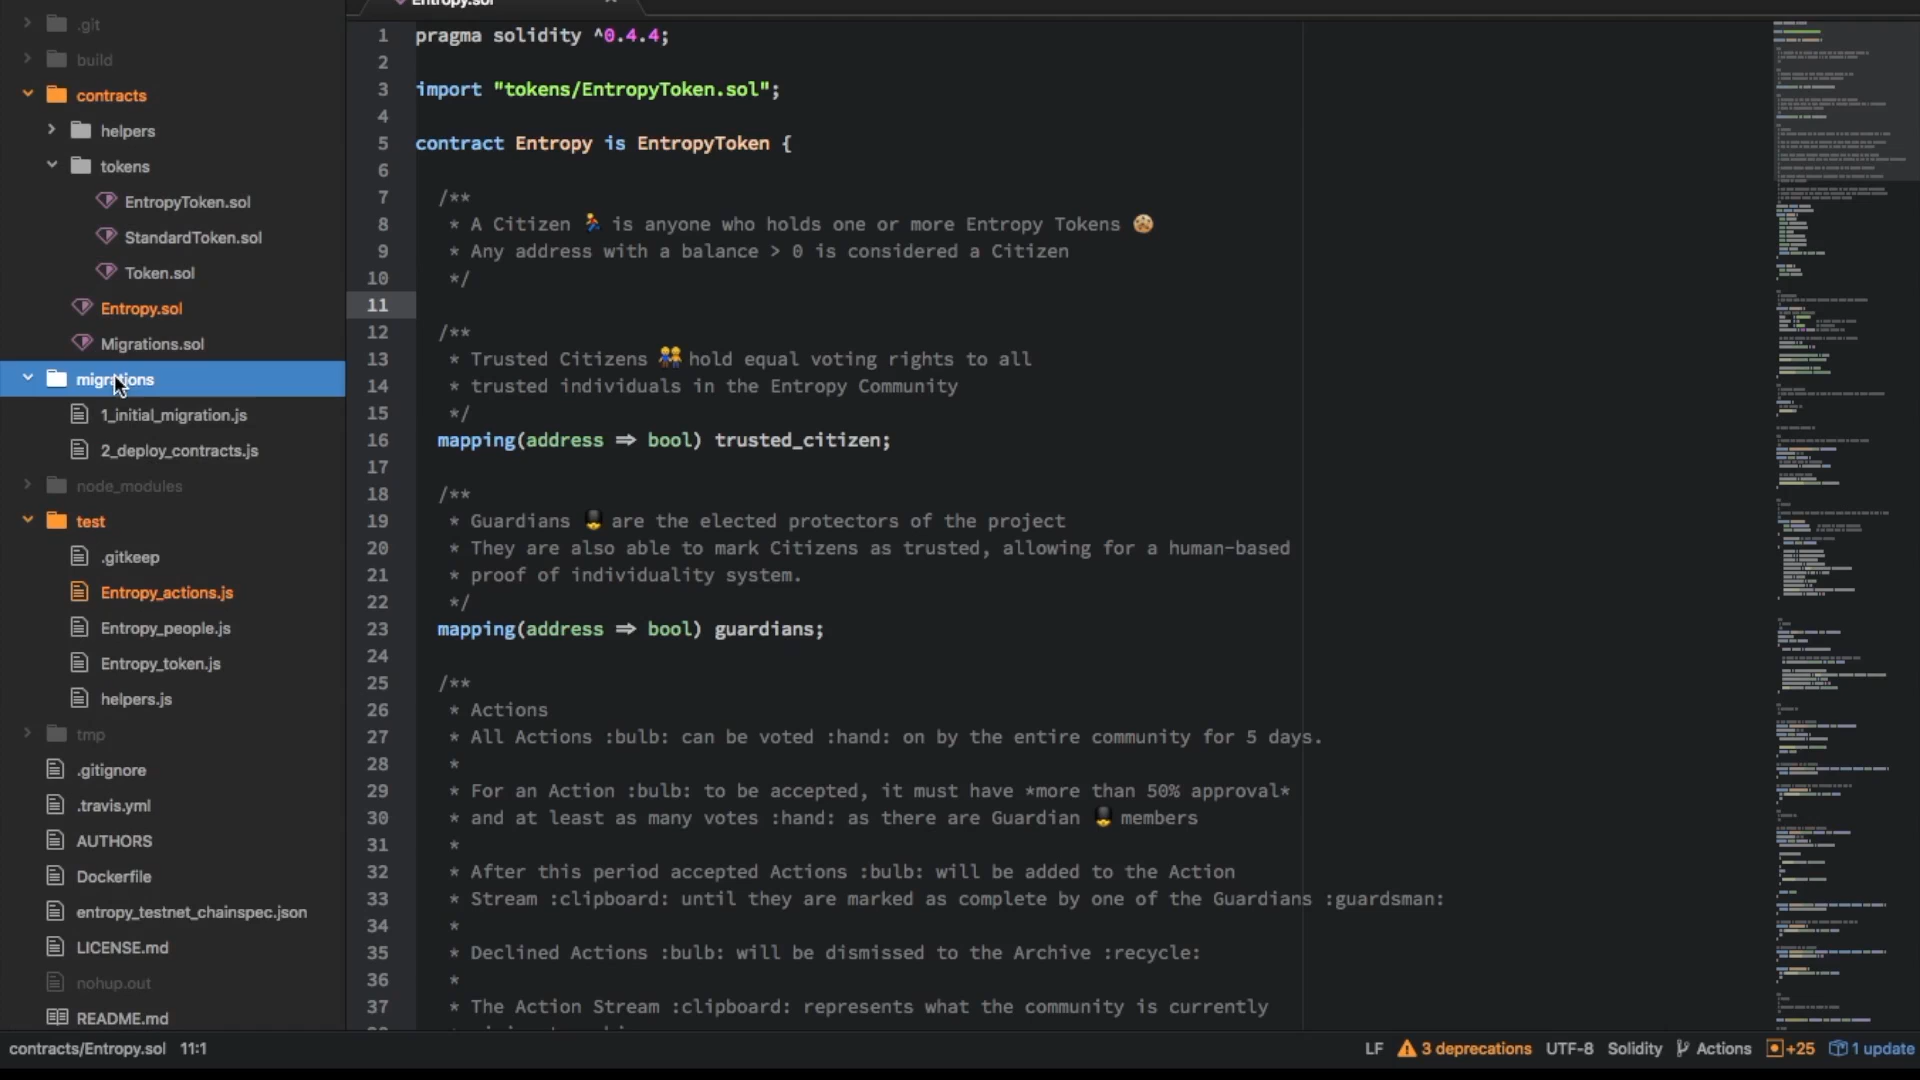 .git
build
contracts
helpers
tokens
EntropyToken.sol
StandardToken.sol
Token.sol
Entropy.sol
Migrations.sol
migrations
1_initial_migration.js
2_deploy_contracts.js
node_modules
test
.gitkeep
Entropy_actions.js
Entropy_people.js
Entropy_token.js
helpers.js
tmp
.gitignore
.travis.yml
AUTHORS
Dockerfile
entropy_testnet_chainspec.json
LICENSE.md
nohup.out
README.md
Entropy.sol
1 pragma solidity ^0.4.4;
2
3 import "tokens/EntropyToken.sol";
4
5 contract Entropy is EntropyToken {
6
7 /**
8 * A Citizen 🏃 is anyone who holds one or more Entropy Tokens 🍪
9 * Any address with a balance > 0 is considered a Citizen
10 */
11
12 /**
13 * Trusted Citizens 👬 hold equal voting rights to all
14 * trusted individuals in the Entropy Community
15 */
16 mapping(address => bool) trusted_citizen;
17
18 /**
19 * Guardians 💂 are the elected protectors of the project
20 * They are also able to mark Citizens as trusted, allowing for a human-based
21 * proof of individuality system.
22 */
23 mapping(address => bool) guardians;
24
25 /**
26 * Actions
27 * All Actions :bulb: can be voted :hand: on by the entire community for 5 days.
28 *
29 * For an Action :bulb: to be accepted, it must have *more than 50% approval*
30 * and at least as many votes :hand: as there are Guardian 💂 members
31 *
32 * After this period accepted Actions :bulb: will be added to the Action
33 * Stream :clipboard: until they are marked as complete by one of the Guardians :guardsman:
34 *
35 * Declined Actions :bulb: will be dismissed to the Archive :recycle:
36 *
37 * The Action Stream :clipboard: represents what the community is currently
contracts/Entropy.sol 11:1 LF 3 deprecations UTF-8 Solidity Actions +25 1 update